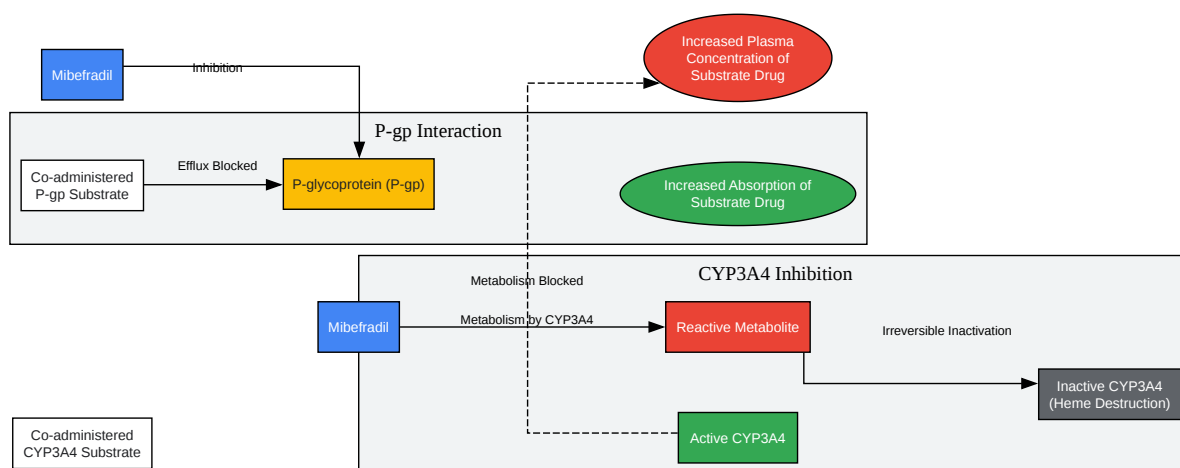 Increased Plasma
Concentration of
Substrate Drug
Mibefradil
Inhibition
P-gp Interaction
Co-administered
P-gp Substrate
Efflux Blocked
P-glycoprotein (P-gp)
Increased Absorption of
Substrate Drug
CYP3A4 Inhibition
Metabolism Blocked
Mibefradil
Metabolism by CYP3A4
Reactive Metabolite
Irreversible Inactivation
Inactive CYP3A4
(Heme Destruction)
Co-administered
CYP3A4 Substrate
Active CYP3A4